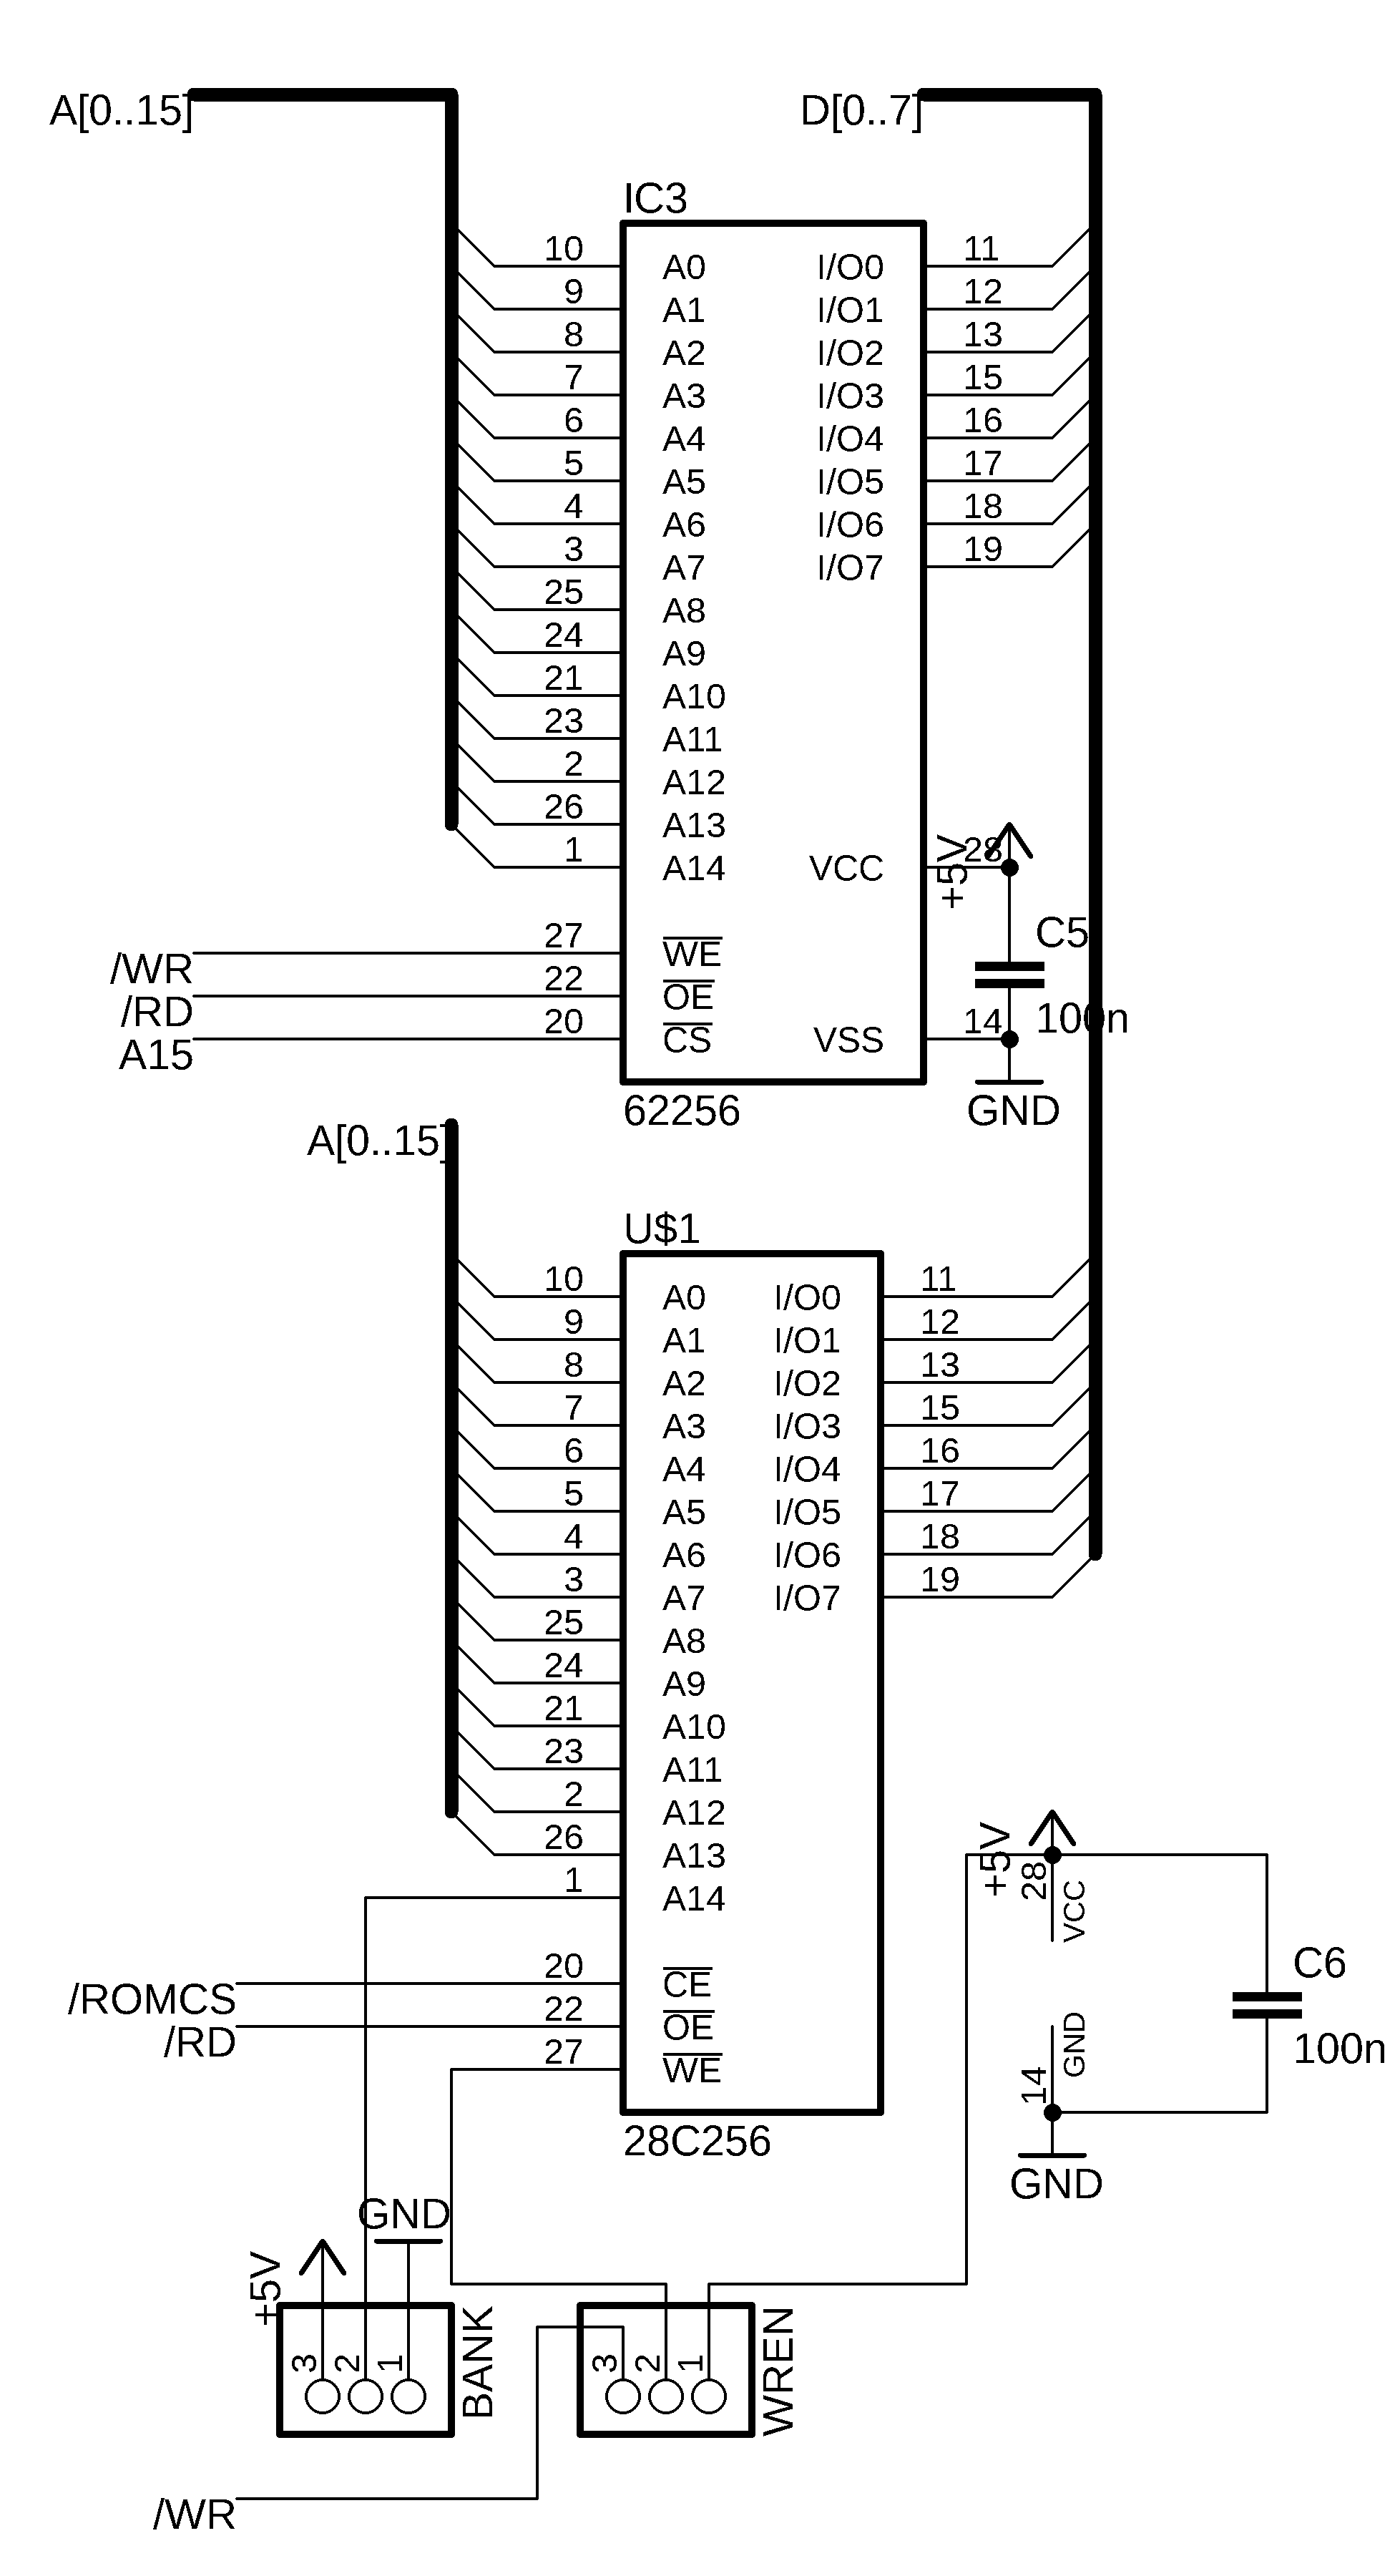 A[0..15]
D[0..7]
IC3
10 A0 I/O0 11
9 A1 I/O1 12
8 A2 I/O2 13
7 A3 I/O3 15
6 A4 I/O4 16
5 A5 I/O5 17
4 A6 I/O6 18
3 A7 I/O7 19
25 A8
24 A9
21 A10
23 A11
2 A12
26 A13
1 A14 VCC 28
+5V
C5
100n
/WR 27 WE
/RD 22 OE
A15 20 CS VSS 14
GND
62256
A[0..15]
U$1
10 A0 I/O0 11
9 A1 I/O1 12
8 A2 I/O2 13
7 A3 I/O3 15
6 A4 I/O4 16
5 A5 I/O5 17
4 A6 I/O6 18
3 A7 I/O7 19
25 A8
24 A9
21 A10
23 A11
2 A12
26 A13
1 A14
+5V
28 VCC
C6
100n
14 GND
GND
/ROMCS 20 CE
/RD 22 OE
27 WE
28C256
GND
+5V
3 2 1
BANK
3 2 1
WREN
/WR